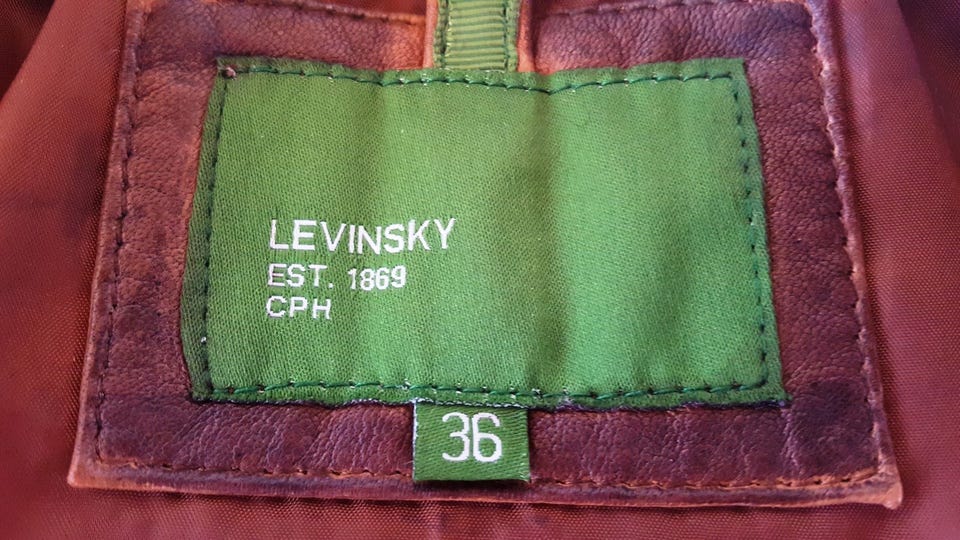 LEVINSKY
EST. 1869
CPH
36